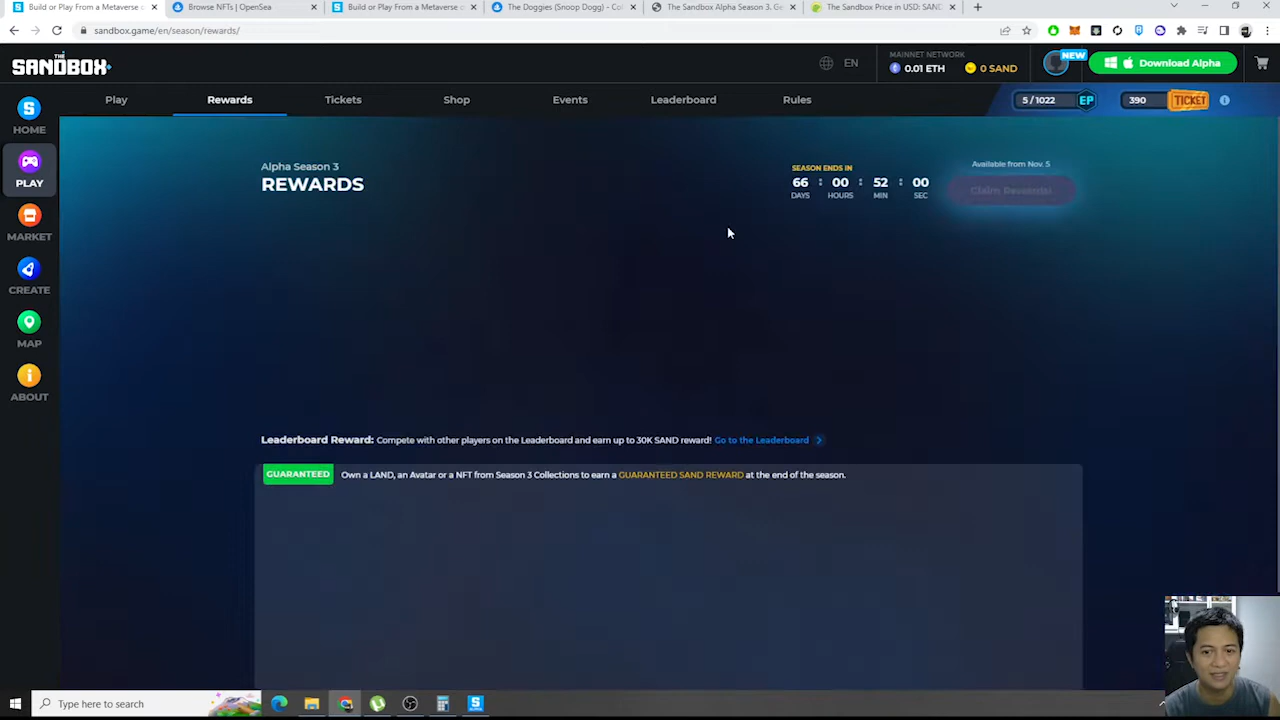 Build or Play From a Metaverse o
Browse NFTs | OpenSea
Build or Play From a Metaverse o
The Doggies (Snoop Dogg) - Col
The Sandbox Alpha Season 3. Ge
The Sandbox Price in USD: SAND
sandbox.game/en/season/rewards/
THE SANDBOX
EN
MAINNET NETWORK
0.01 ETH
0 SAND
NEW
Download Alpha
Play
Rewards
Tickets
Shop
Events
Leaderboard
Rules
5 / 1022
EP
390
TICKET
HOME
PLAY
MARKET
CREATE
MAP
ABOUT
Alpha Season 3
REWARDS
SEASON ENDS IN
66 : 00 : 52 : 00
DAYS HOURS MIN SEC
Available from Nov. 5
Claim Rewards!
Leaderboard Reward: Compete with other players on the Leaderboard and earn up to 30K SAND reward! Go to the Leaderboard
GUARANTEED Own a LAND, an Avatar or a NFT from Season 3 Collections to earn a GUARANTEED SAND REWARD at the end of the season.
Type here to search